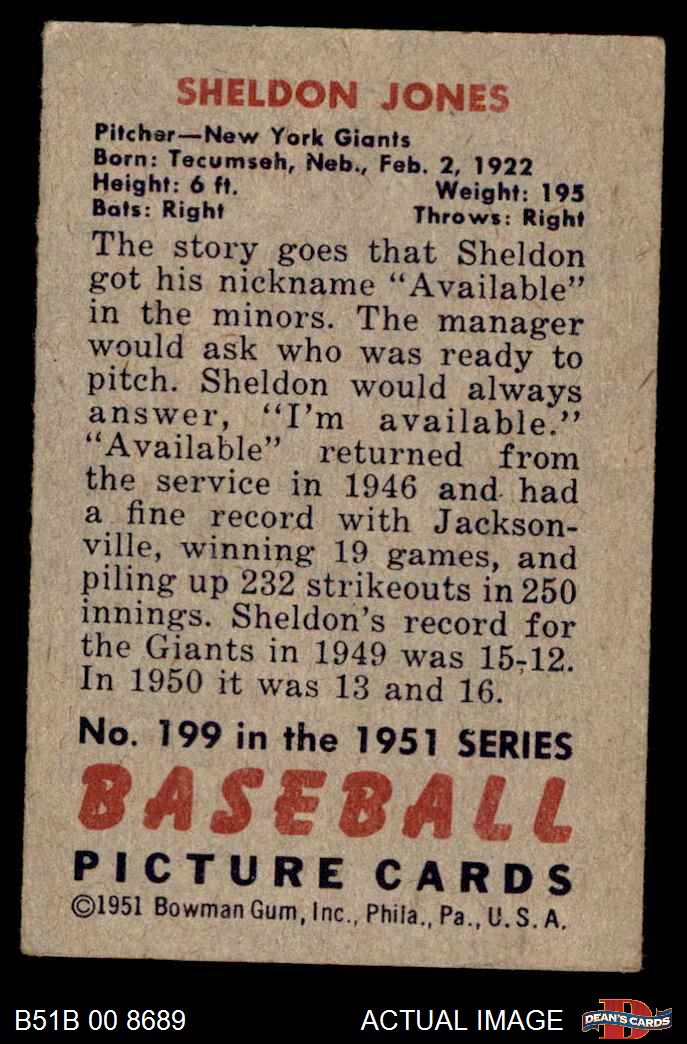 SHELDON JONES
Pitcher—New York Giants
Born: Tecumseh, Neb., Feb. 2, 1922
Height: 6 ft. Weight: 195
Bats: Right Throws: Right
The story goes that Sheldon
got his nickname “Available”
in the minors. The manager
would ask who was ready to
pitch. Sheldon would always
answer, “I'm available.”
“Available” returned from
the service in 1946 and had
a fine record with Jackson-
ville, winning 19 games, and
piling up 232 strikeouts in 250
innings. Sheldon's record for
the Giants in 1949 was 15-12.
In 1950 it was 13 and 16.
No. 199 in the 1951 SERIES
BASEBALL
PICTURE CARDS
©1951 Bowman Gum, Inc., Phila., Pa., U. S. A.
B51B 00 8689 ACTUAL IMAGE DEAN'S CARDS